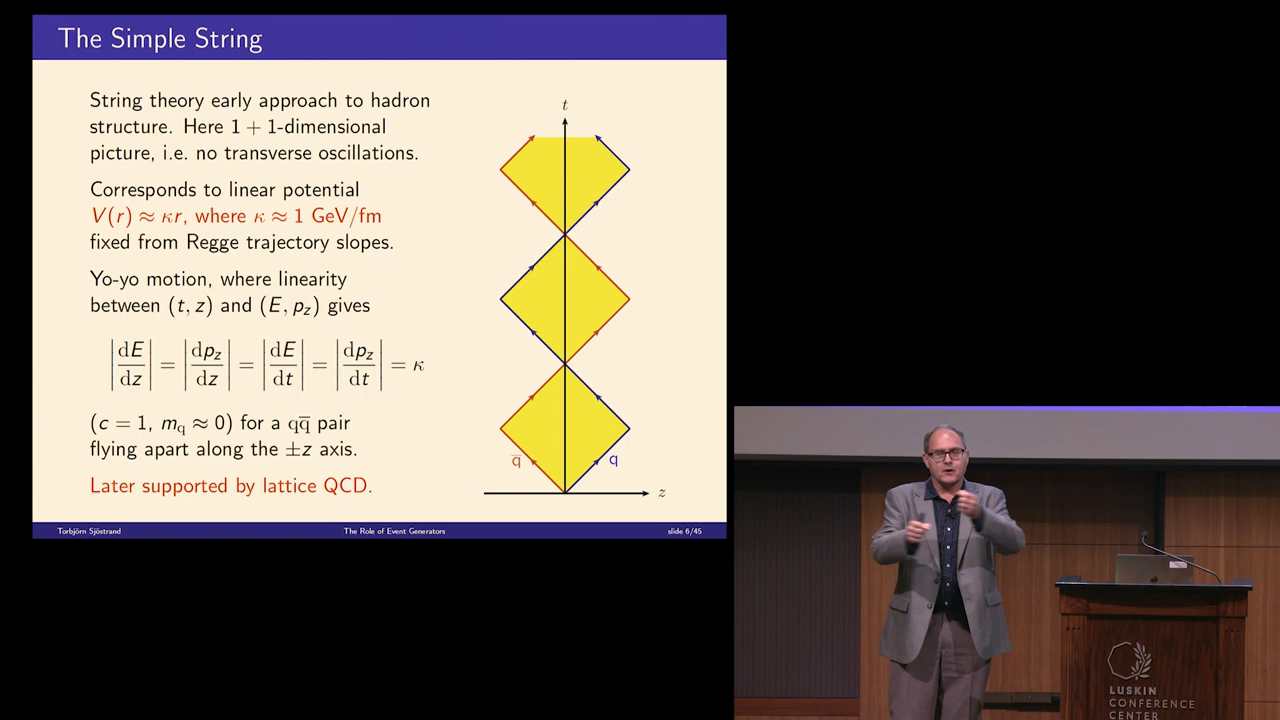 The Simple String
String theory early approach to hadron
structure. Here 1 + 1-dimensional
picture, i.e. no transverse oscillations.
Corresponds to linear potential
V(r) ≈ κr, where κ ≈ 1 GeV/fm
fixed from Regge trajectory slopes.
Yo-yo motion, where linearity
between (t, z) and (E, p_z) gives
|dE/dz| = |dp_z/dz| = |dE/dt| = |dp_z/dt| = κ
(c = 1, m_q ≈ 0) for a qq̅ pair
flying apart along the ±z axis.
Later supported by lattice QCD.
t
q̅
q
z
Torbjörn Sjöstrand
The Role of Event Generators
slide 6/45
LUSKIN
CONFERENCE
CENTER